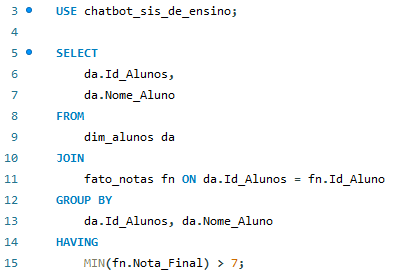 3 USE chatbot_sis_de_ensino;
4
5 SELECT
6 da.Id_Alunos,
7 da.Nome_Aluno
8 FROM
9 dim_alunos da
10 JOIN
11 fato_notas fn ON da.Id_Alunos = fn.Id_Aluno
12 GROUP BY
13 da.Id_Alunos, da.Nome_Aluno
14 HAVING
15 MIN(fn.Nota_Final) > 7;